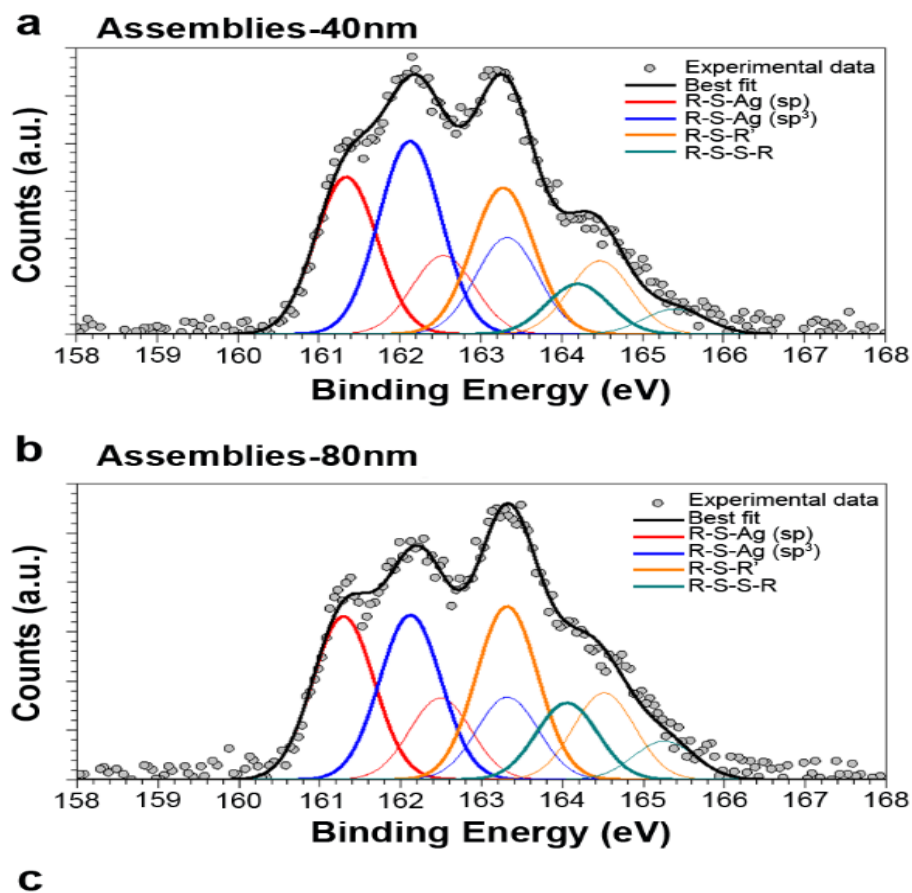 a Assemblies-40nm
Experimental data
Best fit
R-S-Ag (sp)
R-S-Ag (sp³)
R-S-R'
R-S-S-R
Counts (a.u.)
158 159 160 161 162 163 164 165 166 167 168
Binding Energy (eV)
b Assemblies-80nm
Experimental data
Best fit
R-S-Ag (sp)
R-S-Ag (sp³)
R-S-R'
R-S-S-R
Counts (a.u.)
158 159 160 161 162 163 164 165 166 167 168
Binding Energy (eV)
c